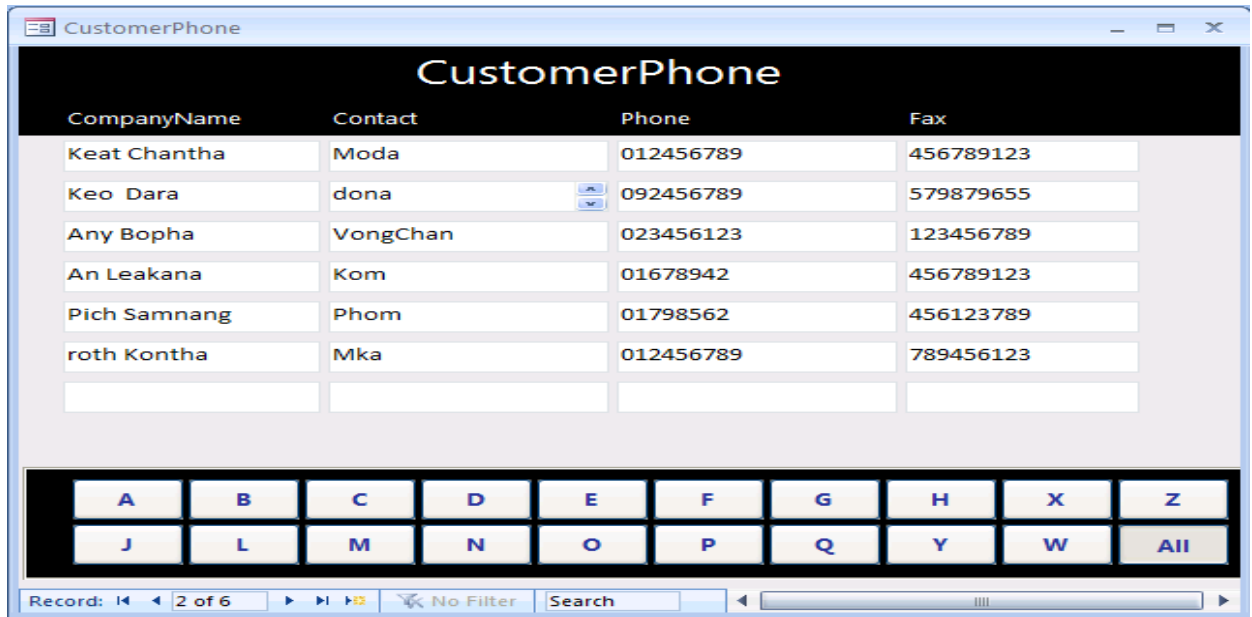 CustomerPhone
CustomerPhone
CompanyName Contact Phone Fax
Keat Chantha Moda 012456789 456789123
Keo  Dara dona 092456789 579879655
Any Bopha VongChan 023456123 123456789
An Leakana Kom 01678942 456789123
Pich Samnang Phom 01798562 456123789
roth Kontha Mka 012456789 789456123
A B C D E F G H X Z
J L M N O P Q Y W All
Record: 2 of 6 No Filter Search